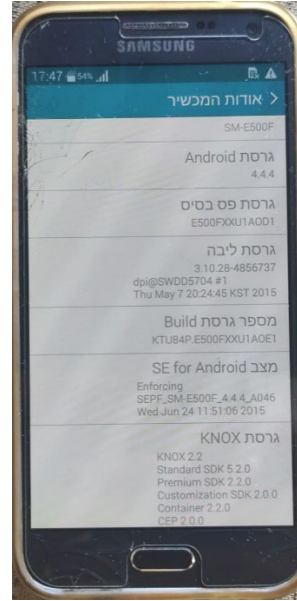 SAMSUNG
17:47 54%
אודות המכשיר
SM-E500F
גרסת Android
4.4.4
גרסת פס בסיס
E500FXXU1AOD1
גרסת ליבה
3.10.28-4856737
dpi@SWDD5704 #1
Thu May 7 20:24:45 KST 2015
מספר גרסת Build
KTU84P.E500FXXU1AOE1
מצב SE for Android
Enforcing
SEPF_SM-E500F_4.4.4_A046
Wed Jun 24 11:51:06 2015
גרסת KNOX
KNOX 2.2
Standard SDK 5.2.0
Premium SDK 2.2.0
Customization SDK 2.0.0
Container 2.2.0
CEP 2.0.0